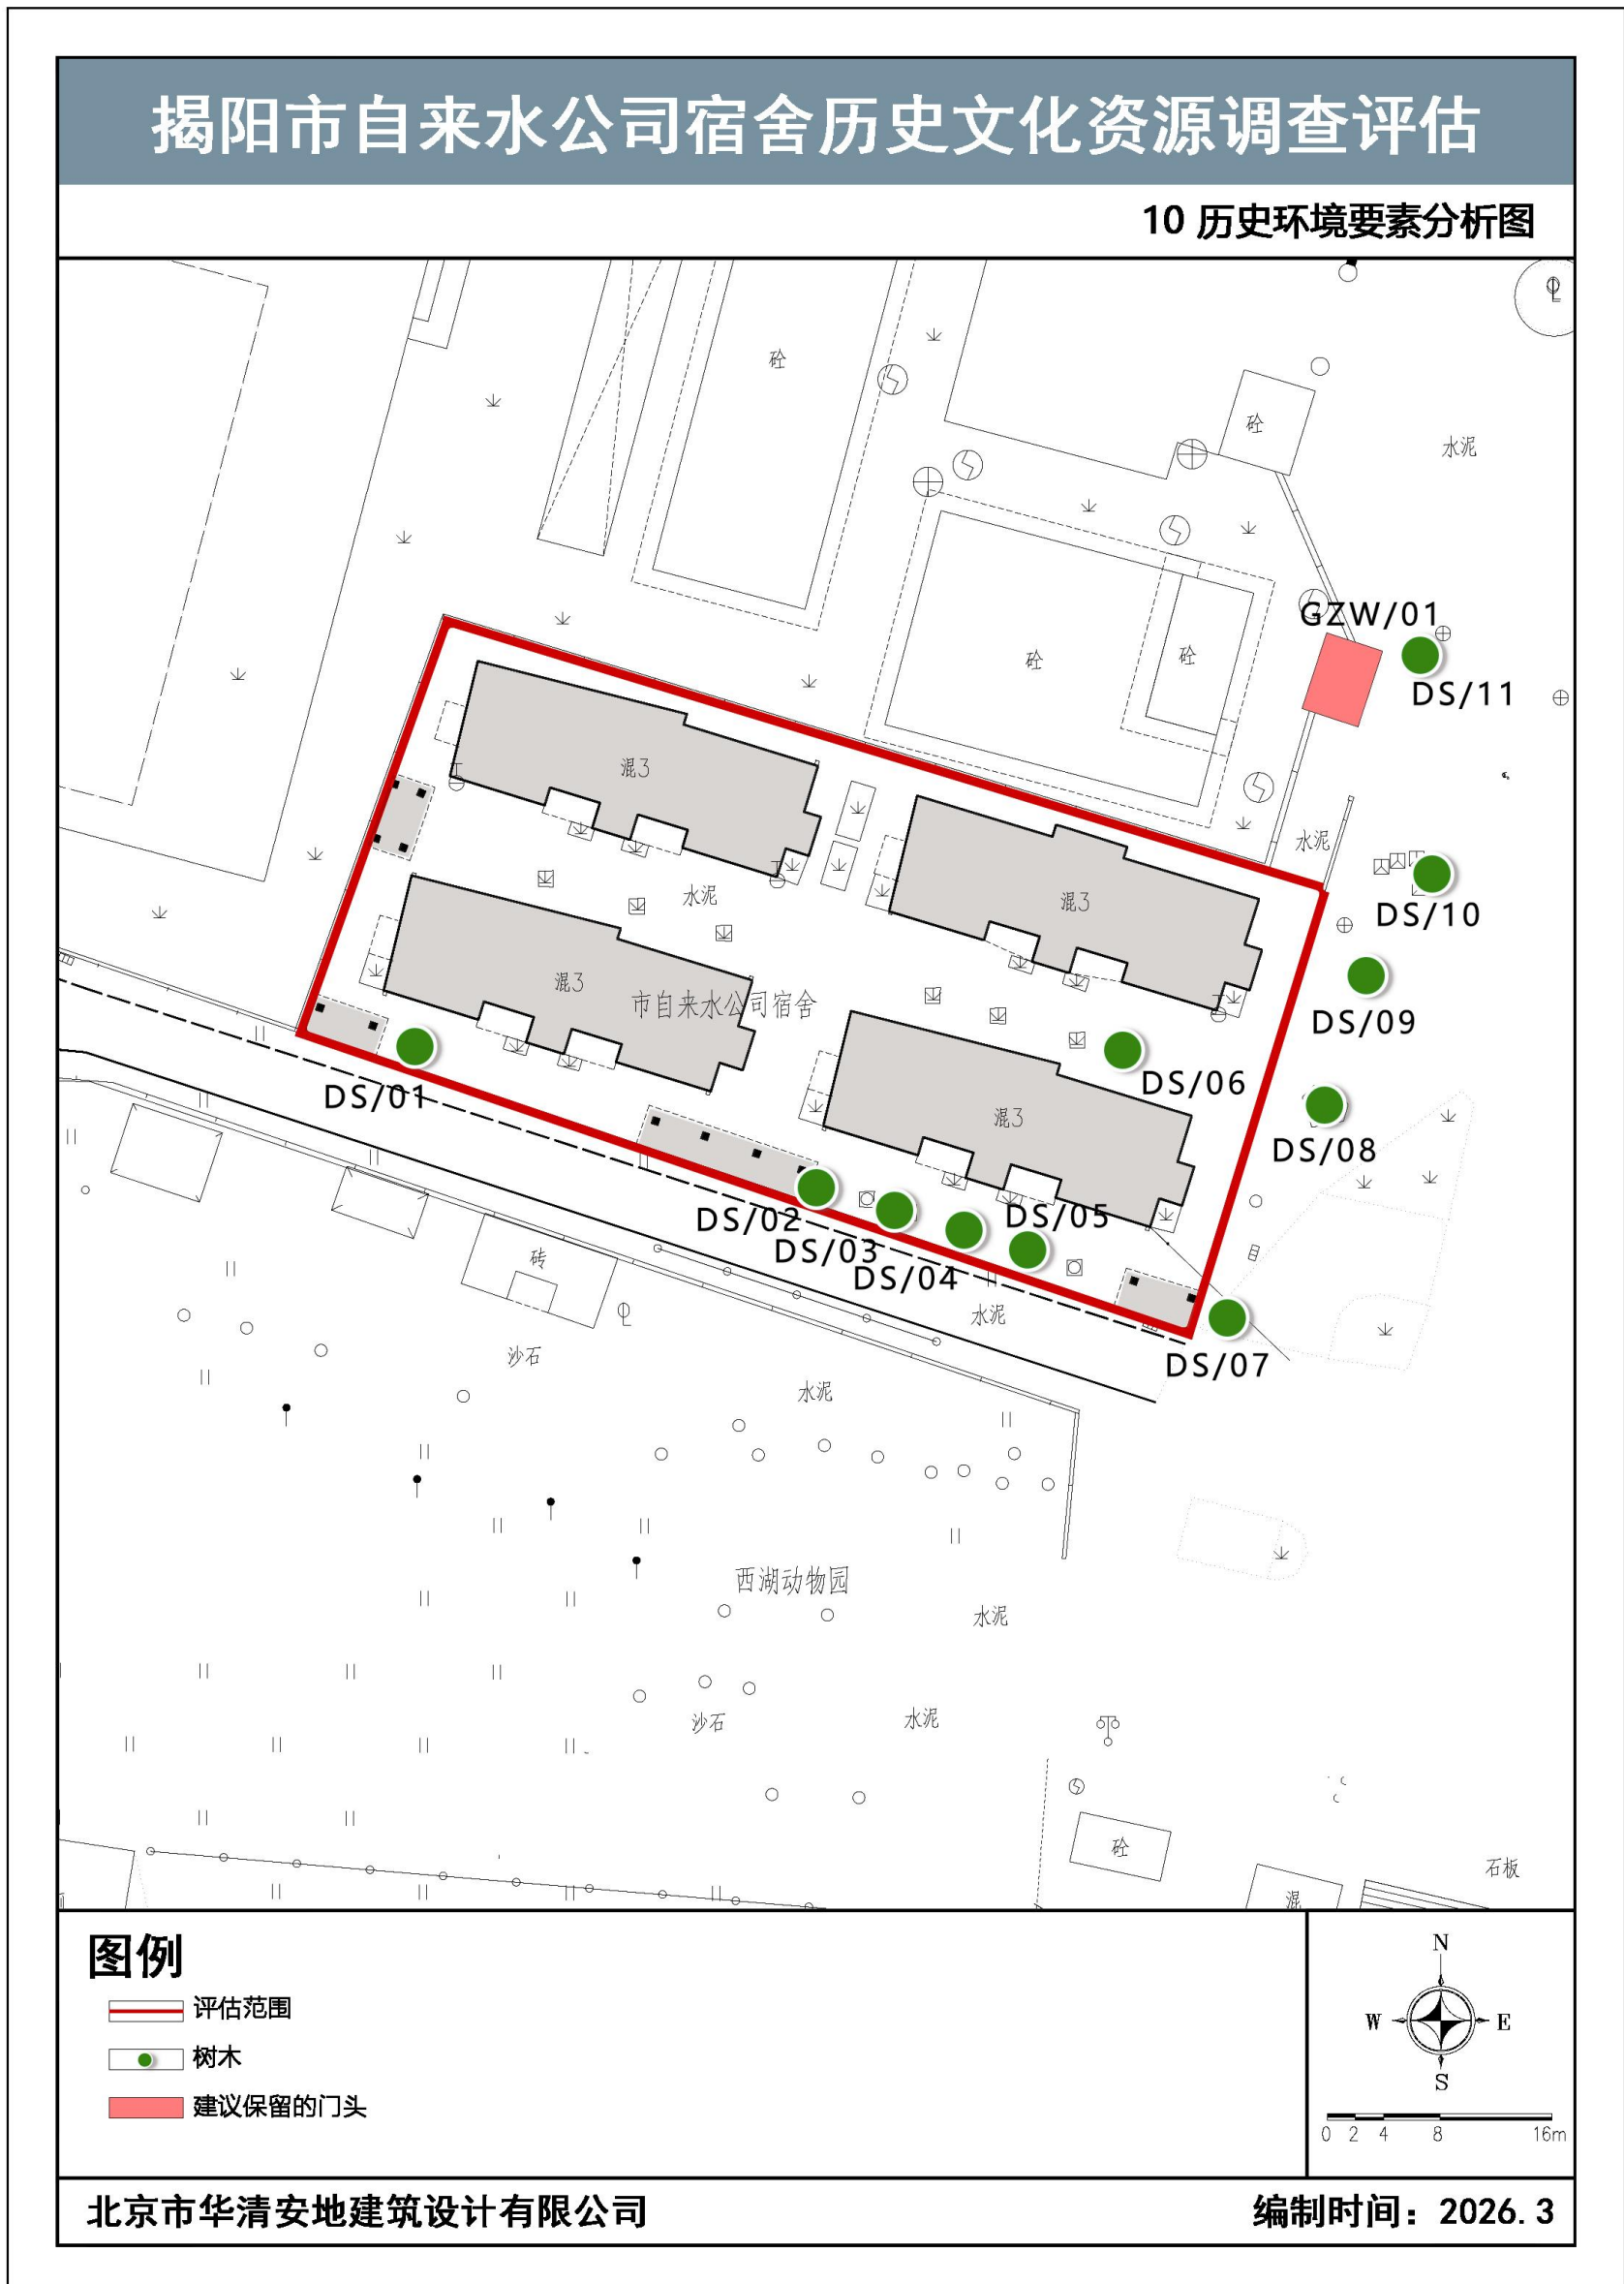 揭阳市自来水公司宿舍历史文化资源调查评估
10 历史环境要素分析图
砼
砼
水泥
GZW/01
砼
砼
DS/11
混3
水泥
混3
水泥
DS/10
混3
市自来水公司宿舍
DS/09
DS/01
DS/06
混3
DS/08
DS/02
DS/05
DS/03
DS/04
砖
水泥
DS/07
沙石
水泥
西湖动物园
水泥
沙石
水泥
砼
石板
混
图例
评估范围
树木
建议保留的门头
N
W
E
S
0 2 4 8 16m
北京市华清安地建筑设计有限公司
编制时间：2026.3